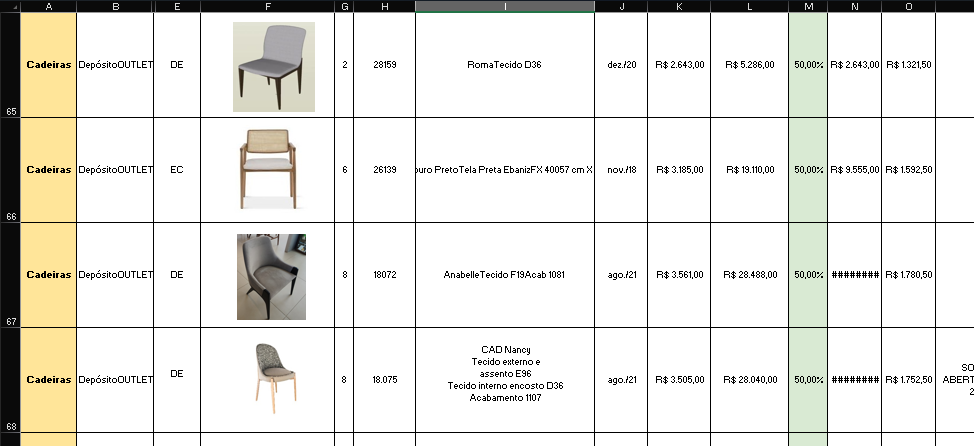 A B E F G H I J K L M N O
65 Cadeiras DepósitoOUTLET DE 2 28159 RomaTecido D36 dez./20 R$ 2.643,00 R$ 5.286,00 50,00% R$ 2.643,00 R$ 1.321,50
66 Cadeiras DepósitoOUTLET EC 6 26139 ouro PretoTela Preta EbanizFX 40057 cm X nov./18 R$ 3.185,00 R$ 19.110,00 50,00% R$ 9.555,00 R$ 1.592,50
67 Cadeiras DepósitoOUTLET DE 8 18072 AnabelleTecido F19Acab 1081 ago./21 R$ 3.561,00 R$ 28.488,00 50,00% ######## R$ 1.780,50
68 Cadeiras DepósitoOUTLET DE 8 18.075
CAD Nancy
Tecido externo e
assento E96
Tecido interno encosto D36
Acabamento 1107
ago./21 R$ 3.505,00 R$ 28.040,00 50,00% ######## R$ 1.752,50
SO
ABERT
2